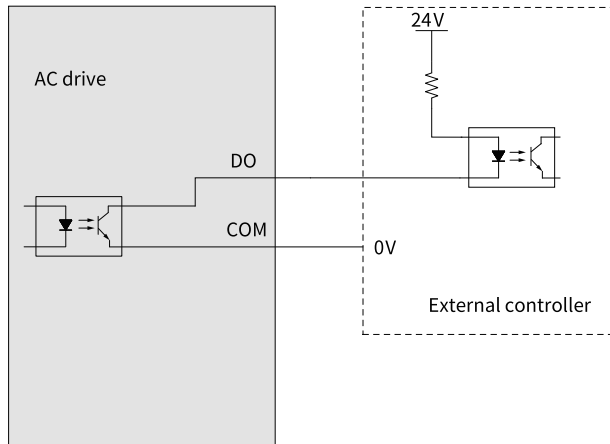 24V
AC drive
DO
COM
0V
External controller